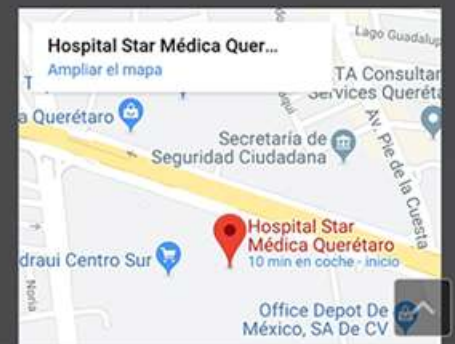 Hospital Star Médica Quer...
Ampliar el mapa
Lago Guadalup
TA Consultar
Services Queréta
a Querétaro
Secretaría de
Seguridad Ciudadana
Av. Pie de la Cuesta
Hospital Star
Médica Querétaro
10 min en coche - inicio
draui Centro Sur
Noria
Office Depot De
México, SA De CV